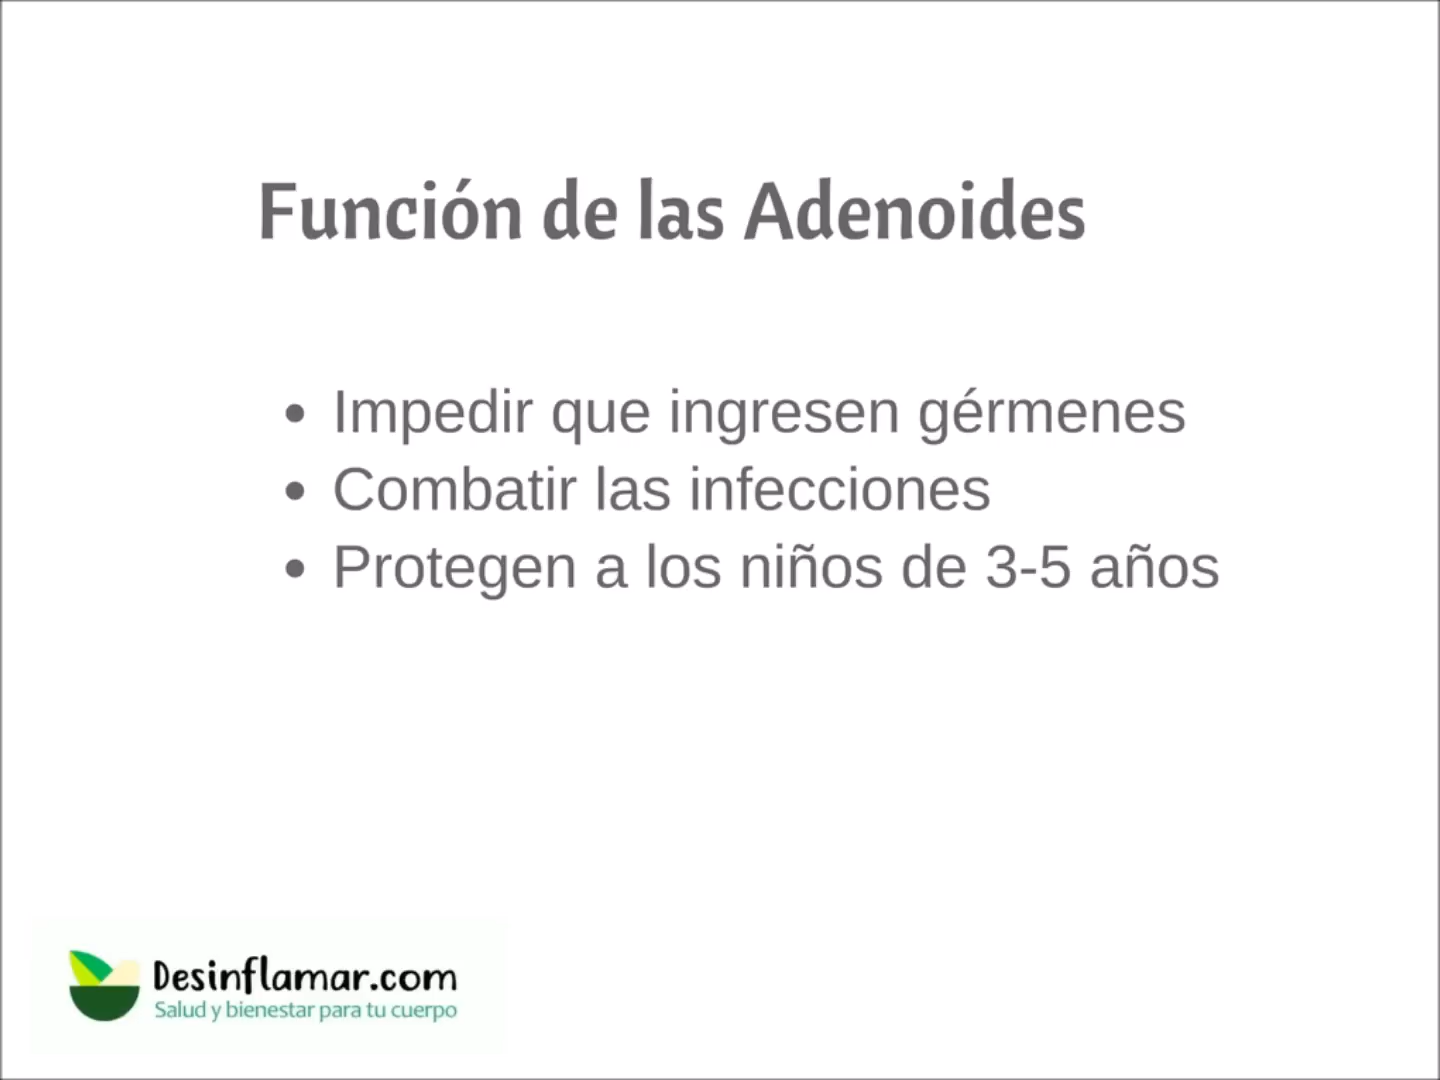 Función de las Adenoides
• Impedir que ingresen gérmenes
• Combatir las infecciones
• Protegen a los niños de 3-5 años
Desinflamar.com
Salud y bienestar para tu cuerpo